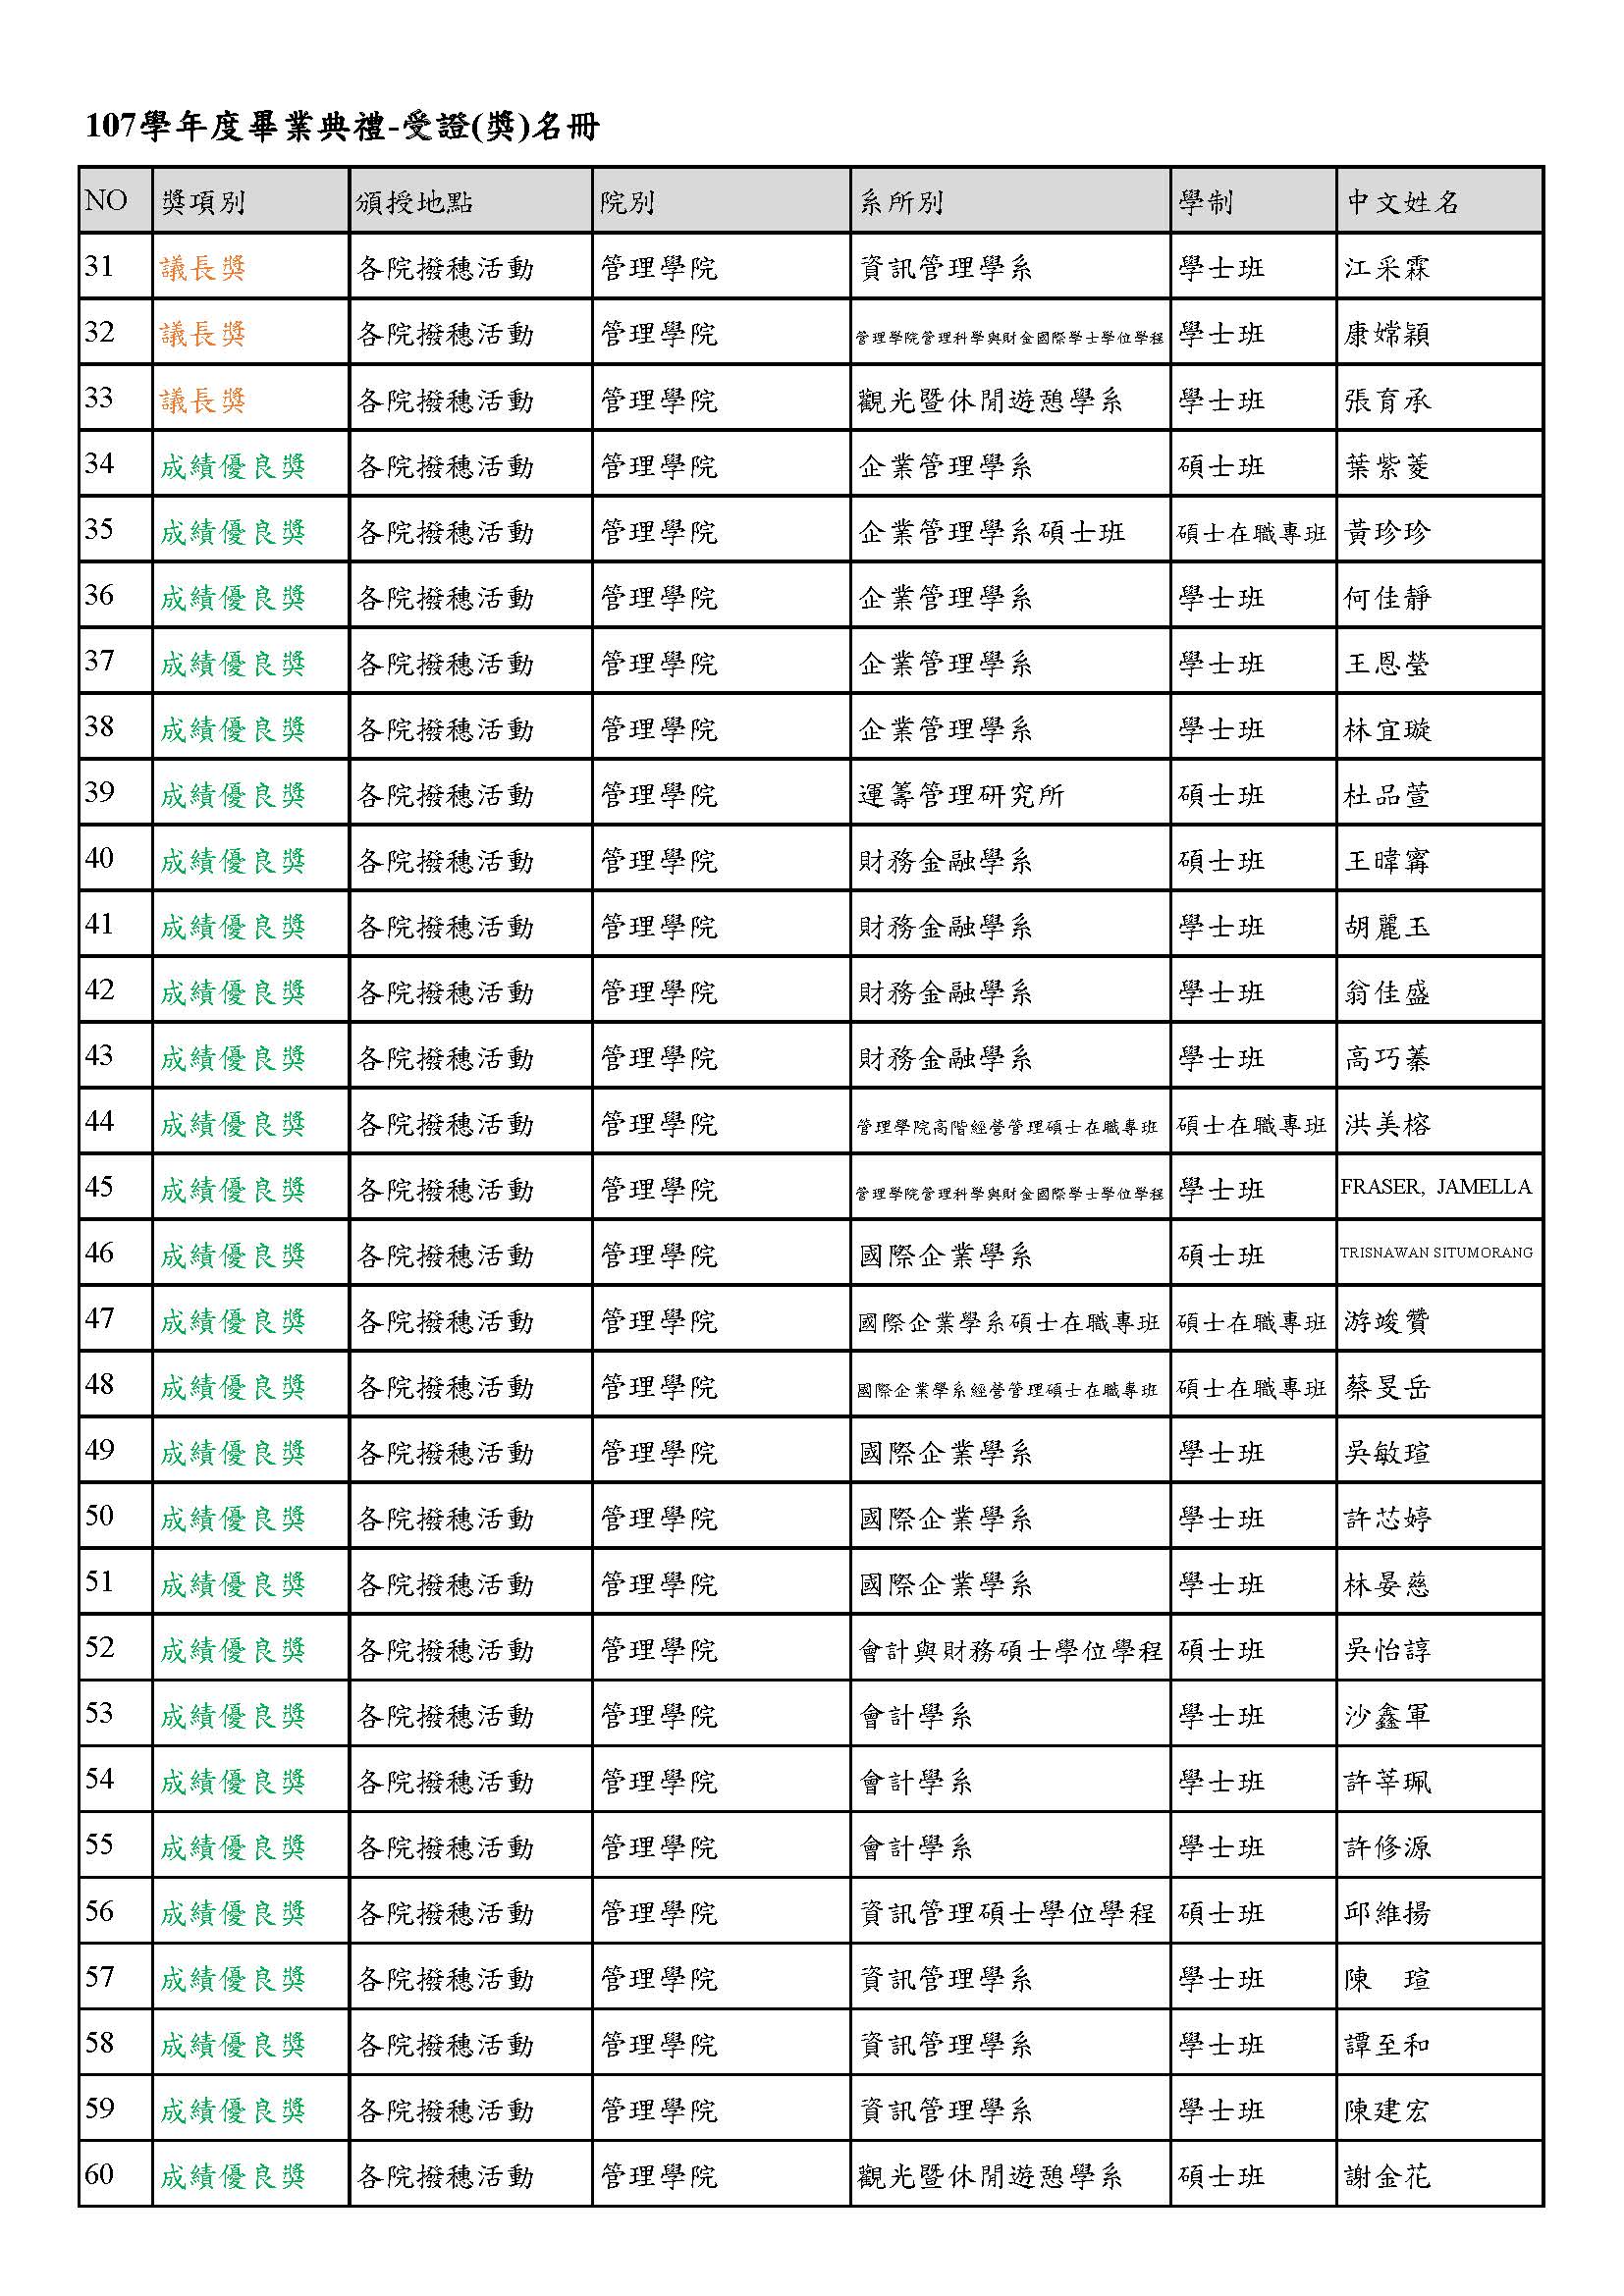 107學年度畢業典禮-受證(獎)名冊
NO 獎項別 頒授地點 院別 系所別 學制 中文姓名
31 議長獎 各院撥穗活動 管理學院 資訊管理學系 學士班 江采霖
32 議長獎 各院撥穗活動 管理學院 管理學院管理科學與財金國際學士學位學程 學士班 康嫦穎
33 議長獎 各院撥穗活動 管理學院 觀光暨休閒遊憩學系 學士班 張育承
34 成績優良獎 各院撥穗活動 管理學院 企業管理學系 碩士班 葉紫菱
35 成績優良獎 各院撥穗活動 管理學院 企業管理學系碩士班 碩士在職專班 黃珍珍
36 成績優良獎 各院撥穗活動 管理學院 企業管理學系 學士班 何佳靜
37 成績優良獎 各院撥穗活動 管理學院 企業管理學系 學士班 王恩瑩
38 成績優良獎 各院撥穗活動 管理學院 企業管理學系 學士班 林宜璇
39 成績優良獎 各院撥穗活動 管理學院 運籌管理研究所 碩士班 杜品萱
40 成績優良獎 各院撥穗活動 管理學院 財務金融學系 碩士班 王暐甯
41 成績優良獎 各院撥穗活動 管理學院 財務金融學系 學士班 胡麗玉
42 成績優良獎 各院撥穗活動 管理學院 財務金融學系 學士班 翁佳盛
43 成績優良獎 各院撥穗活動 管理學院 財務金融學系 學士班 高巧蓁
44 成績優良獎 各院撥穗活動 管理學院 管理學院高階經營管理碩士在職專班 碩士在職專班 洪美榕
45 成績優良獎 各院撥穗活動 管理學院 管理學院管理科學與財金國際學士學位學程 學士班 FRASER, JAMELLA
46 成績優良獎 各院撥穗活動 管理學院 國際企業學系 碩士班 TRISNAWAN SITUMORANG
47 成績優良獎 各院撥穗活動 管理學院 國際企業學系碩士在職專班 碩士在職專班 游竣贊
48 成績優良獎 各院撥穗活動 管理學院 國際企業學系經營管理碩士在職專班 碩士在職專班 蔡旻岳
49 成績優良獎 各院撥穗活動 管理學院 國際企業學系 學士班 吳敏瑄
50 成績優良獎 各院撥穗活動 管理學院 國際企業學系 學士班 許芯婷
51 成績優良獎 各院撥穗活動 管理學院 國際企業學系 學士班 林晏慈
52 成績優良獎 各院撥穗活動 管理學院 會計與財務碩士學位學程 碩士班 吳怡諄
53 成績優良獎 各院撥穗活動 管理學院 會計學系 學士班 沙鑫軍
54 成績優良獎 各院撥穗活動 管理學院 會計學系 學士班 許莘珮
55 成績優良獎 各院撥穗活動 管理學院 會計學系 學士班 許修源
56 成績優良獎 各院撥穗活動 管理學院 資訊管理碩士學位學程 碩士班 邱維揚
57 成績優良獎 各院撥穗活動 管理學院 資訊管理學系 學士班 陳　瑄
58 成績優良獎 各院撥穗活動 管理學院 資訊管理學系 學士班 譚至和
59 成績優良獎 各院撥穗活動 管理學院 資訊管理學系 學士班 陳建宏
60 成績優良獎 各院撥穗活動 管理學院 觀光暨休閒遊憩學系 碩士班 謝金花